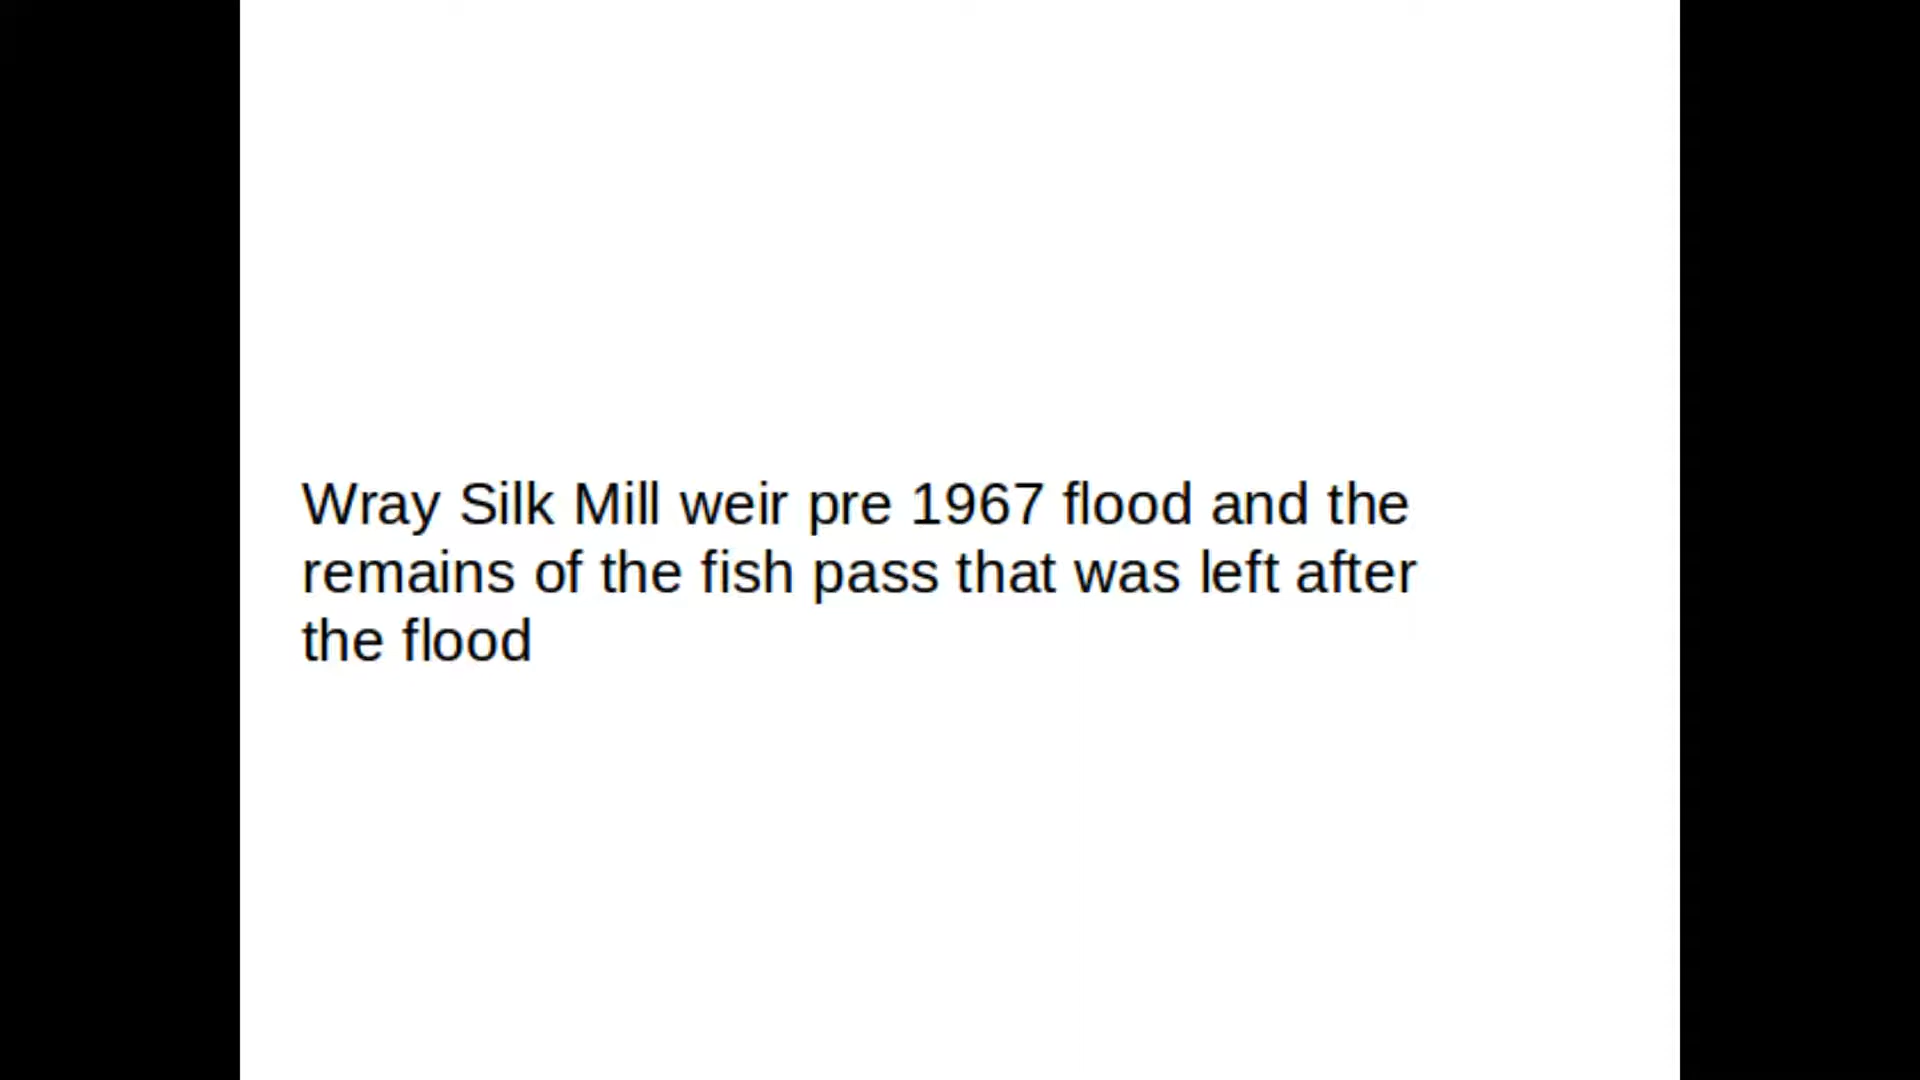 Wray Silk Mill weir pre 1967 flood and the
remains of the fish pass that was left after
the flood